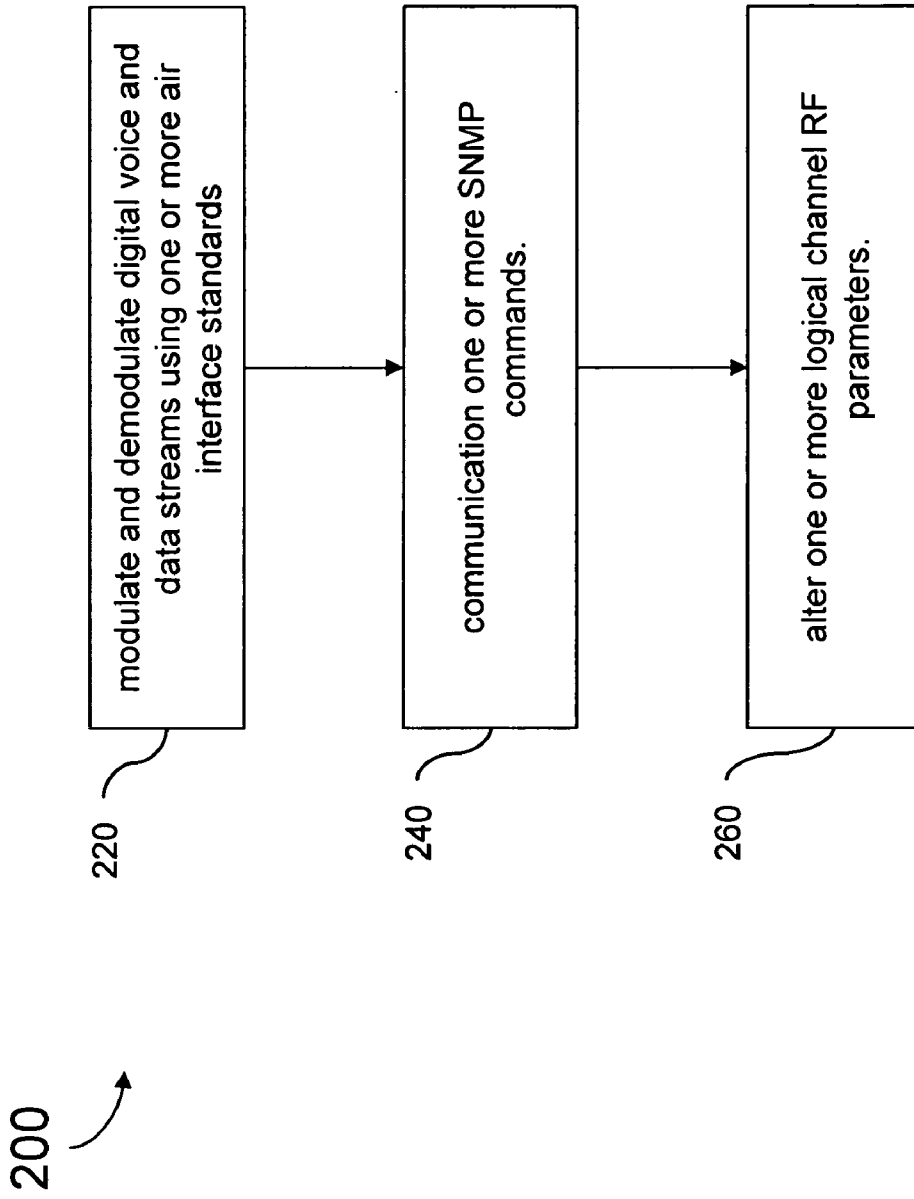 200
220
modulate and demodulate digital voice and
data streams using one or more air
interface standards
240
communication one or more SNMP
commands.
260
alter one or more logical channel RF
parameters.